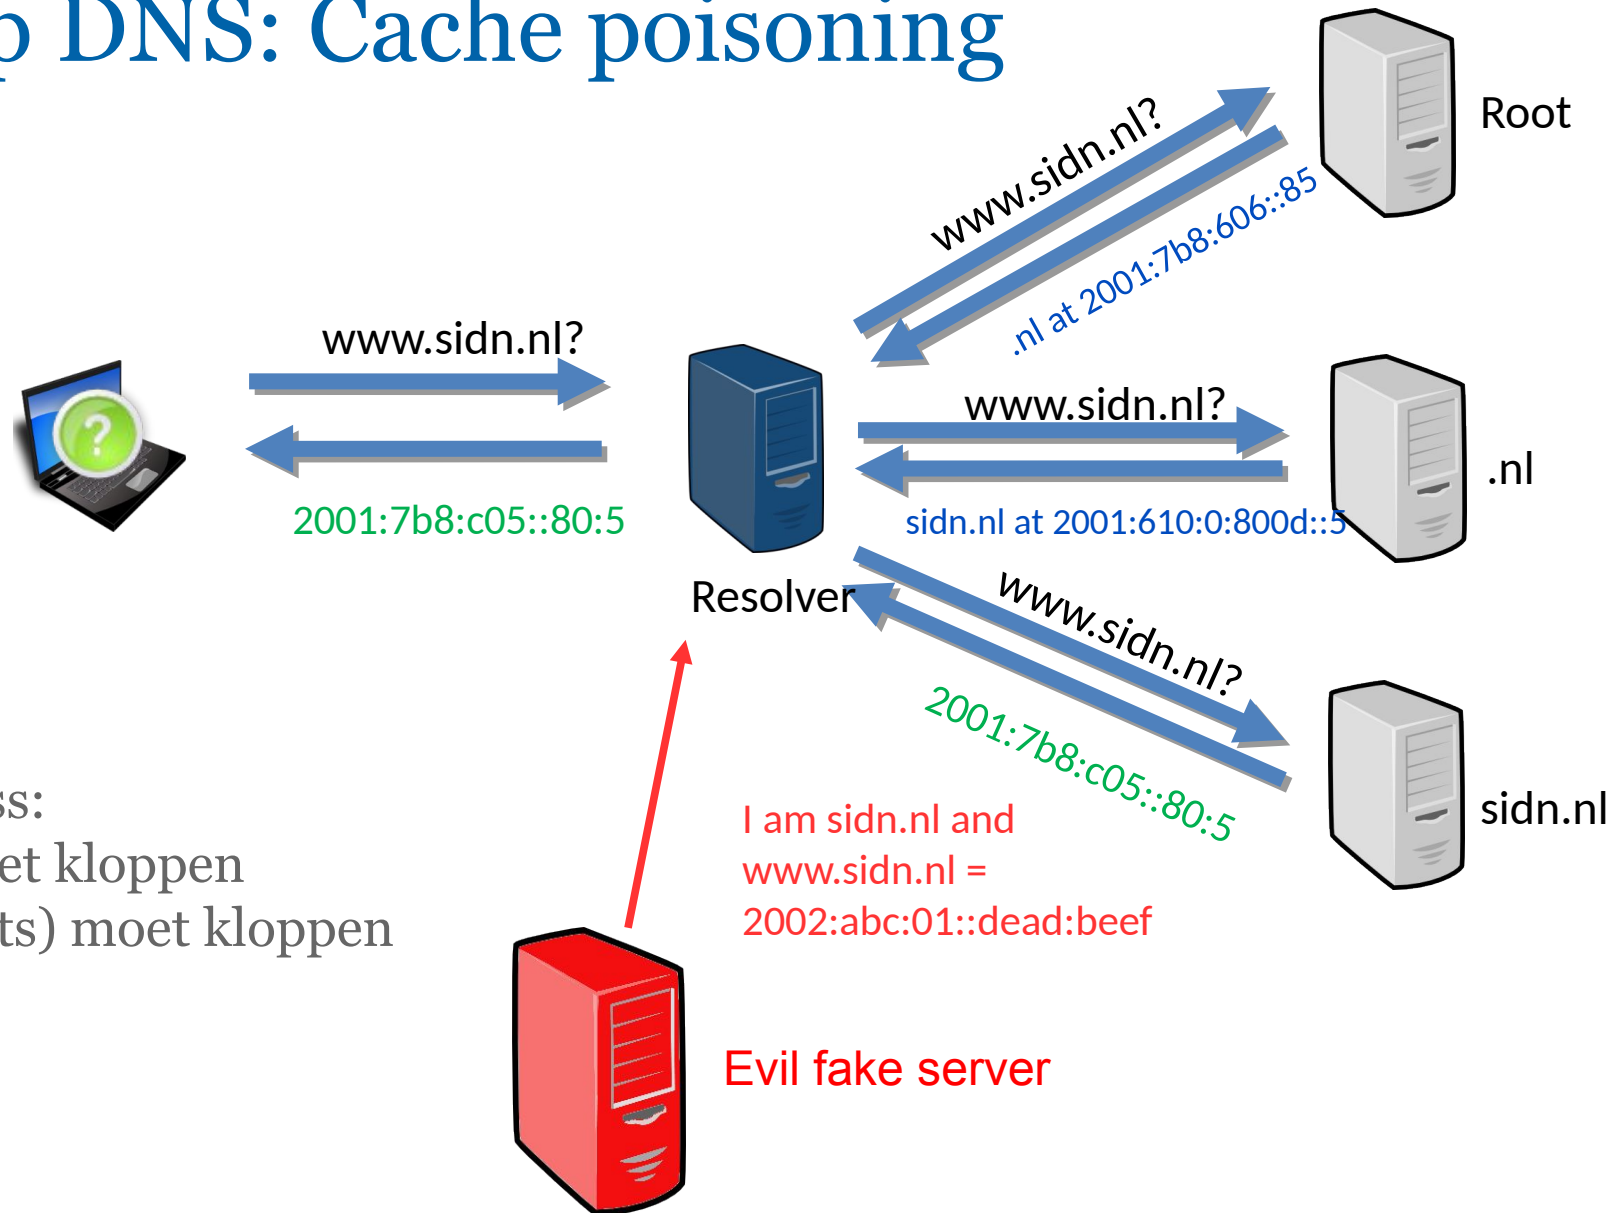 DNS: Cache poisoning
www.sidn.nl?
Root
.nl at 2001:7b8:606::85
www.sidn.nl?
www.sidn.nl?
.nl
2001:7b8:c05::80:5
sidn.nl at 2001:610:0:800d::5
Resolver
www.sidn.nl?
2001:7b8:c05::80:5
sidn.nl
I am sidn.nl and
www.sidn.nl =
2002:abc:01::dead:beef
kloppen
moet kloppen
Evil fake server